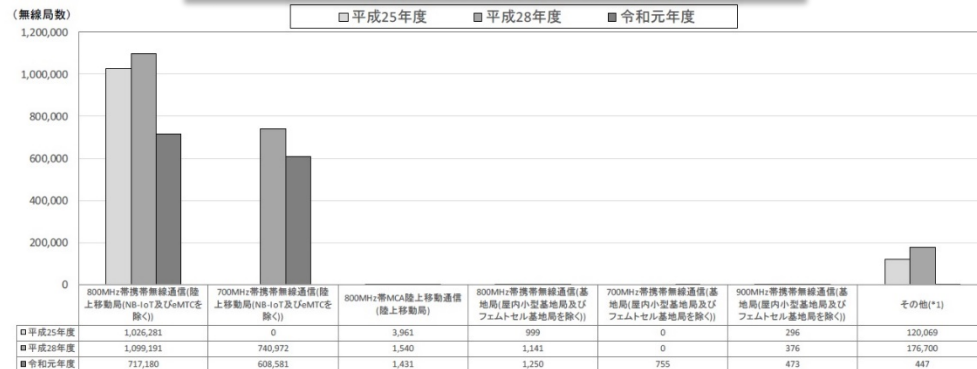 (無線局数)
□平成25年度 ■平成28年度 ■令和元年度
1,200,000
1,000,000
800,000
600,000
400,000
200,000
0
800MHz帯携帯無線通信(陸
上移動局(NB-IoT及びeMTCを
除く))
700MHz帯携帯無線通信(陸
上移動局(NB-IoT及びeMTCを
除く))
800MHz帯MCA陸上移動通信
(陸上移動局)
800MHz帯携帯無線通信(基
地局(屋内小型基地局及び
フェムトセル基地局を除く))
700MHz帯携帯無線通信(基
地局(屋内小型基地局及び
フェムトセル基地局を除く))
900MHz帯携帯無線通信(基
地局(屋内小型基地局及び
フェムトセル基地局を除く))
その他(*1)
□平成25年度 1,026,281 0 3,961 999 0 296 120,069
■平成28年度 1,099,191 740,972 1,540 1,141 0 376 176,700
■令和元年度 717,180 608,581 1,431 1,250 755 473 447